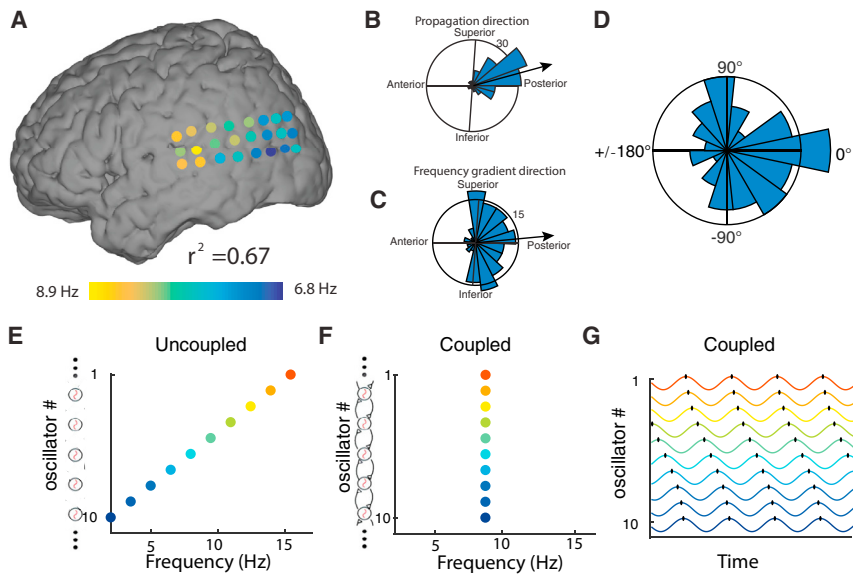 A
r² =0.67
8.9 Hz
6.8 Hz
B
Propagation direction
Superior
30
Anterior
Posterior
Inferior
C
Frequency gradient direction
Superior
15
Anterior
Posterior
Inferior
D
90°
+/-180°
0°
-90°
E
Uncoupled
oscillator #
1
10
5
10
15
Frequency (Hz)
F
Coupled
oscillator #
1
10
5
10
15
Frequency (Hz)
G
Coupled
oscillator #
1
10
Time